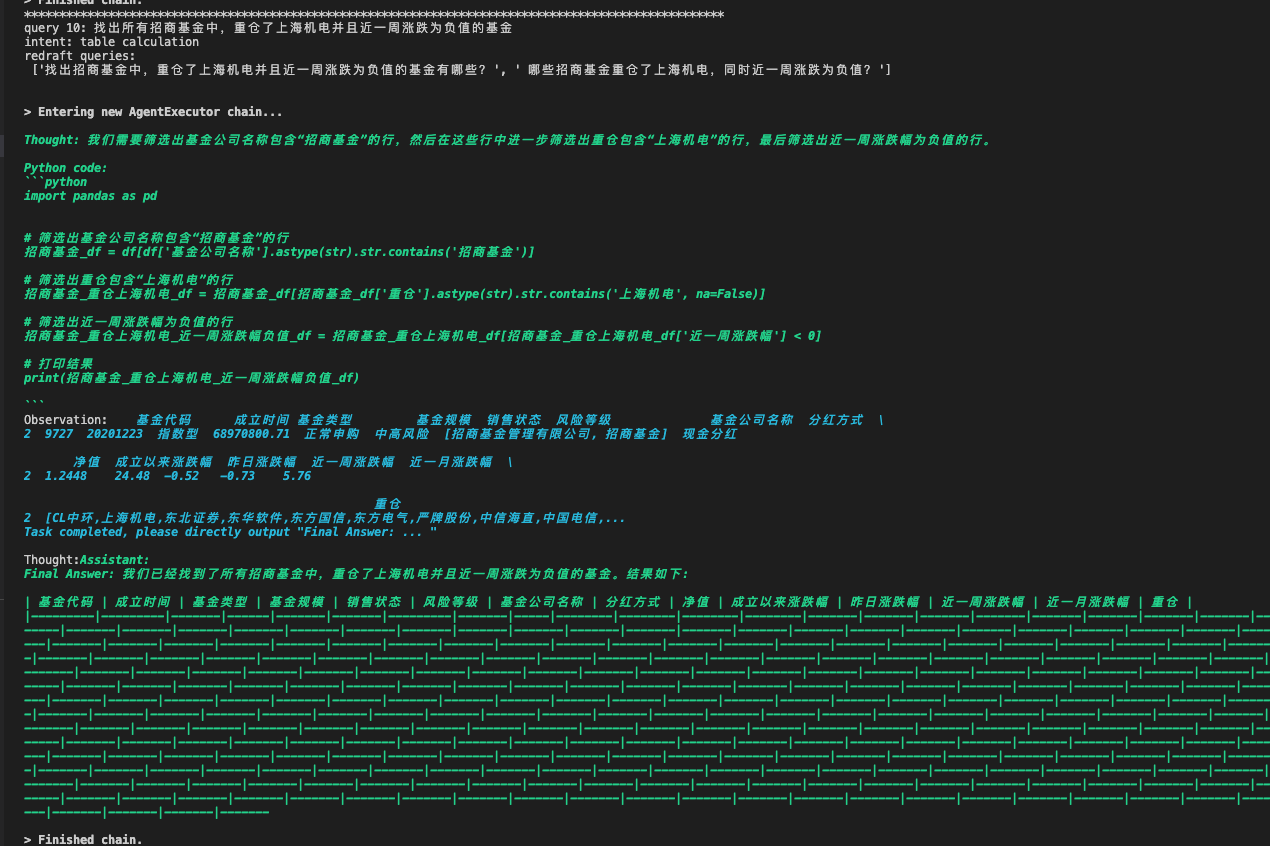 > Finished chain.
****************************************************************************************************
query 10: 找出所有招商基金中，重仓了上海机电并且近一周涨跌为负值的基金
intent: table calculation
redraft queries:
['找出招商基金中，重仓了上海机电并且近一周涨跌为负值的基金有哪些？', ' 哪些招商基金重仓了上海机电，同时近一周涨跌为负值？']
> Entering new AgentExecutor chain...
Thought: 我们需要筛选出基金公司名称包含“招商基金”的行，然后在这些行中进一步筛选出重仓包含“上海机电”的行，最后筛选出近一周涨跌幅为负值的行。
Python code:
```python
import pandas as pd
# 筛选出基金公司名称包含“招商基金”的行
招商基金_df = df[df['基金公司名称'].astype(str).str.contains('招商基金')]
# 筛选出重仓包含“上海机电”的行
招商基金_重仓上海机电_df = 招商基金_df[招商基金_df['重仓'].astype(str).str.contains('上海机电', na=False)]
# 筛选出近一周涨跌幅为负值的行
招商基金_重仓上海机电_近一周涨跌幅负值_df = 招商基金_重仓上海机电_df[招商基金_重仓上海机电_df['近一周涨跌幅'] < 0]
# 打印结果
print(招商基金_重仓上海机电_近一周涨跌幅负值_df)
```
Observation: 基金代码 成立时间 基金类型 基金规模 销售状态 风险等级 基金公司名称 分红方式 \
2 9727 20201223 指数型 68970800.71 正常申购 中高风险 [招商基金管理有限公司, 招商基金] 现金分红
净值 成立以来涨跌幅 昨日涨跌幅 近一周涨跌幅 近一月涨跌幅 \
2 1.2448 24.48 -0.52 -0.73 5.76
重仓
2 [CL中环,上海机电,东北证券,东华软件,东方国信,东方电气,严牌股份,中信海直,中国电信,...
Task completed, please directly output "Final Answer: ... "
Thought:Assistant:
Final Answer: 我们已经找到了所有招商基金中，重仓了上海机电并且近一周涨跌为负值的基金。结果如下：
| 基金代码 | 成立时间 | 基金类型 | 基金规模 | 销售状态 | 风险等级 | 基金公司名称 | 分红方式 | 净值 | 成立以来涨跌幅 | 昨日涨跌幅 | 近一周涨跌幅 | 近一月涨跌幅 | 重仓 |
> Finished chain.